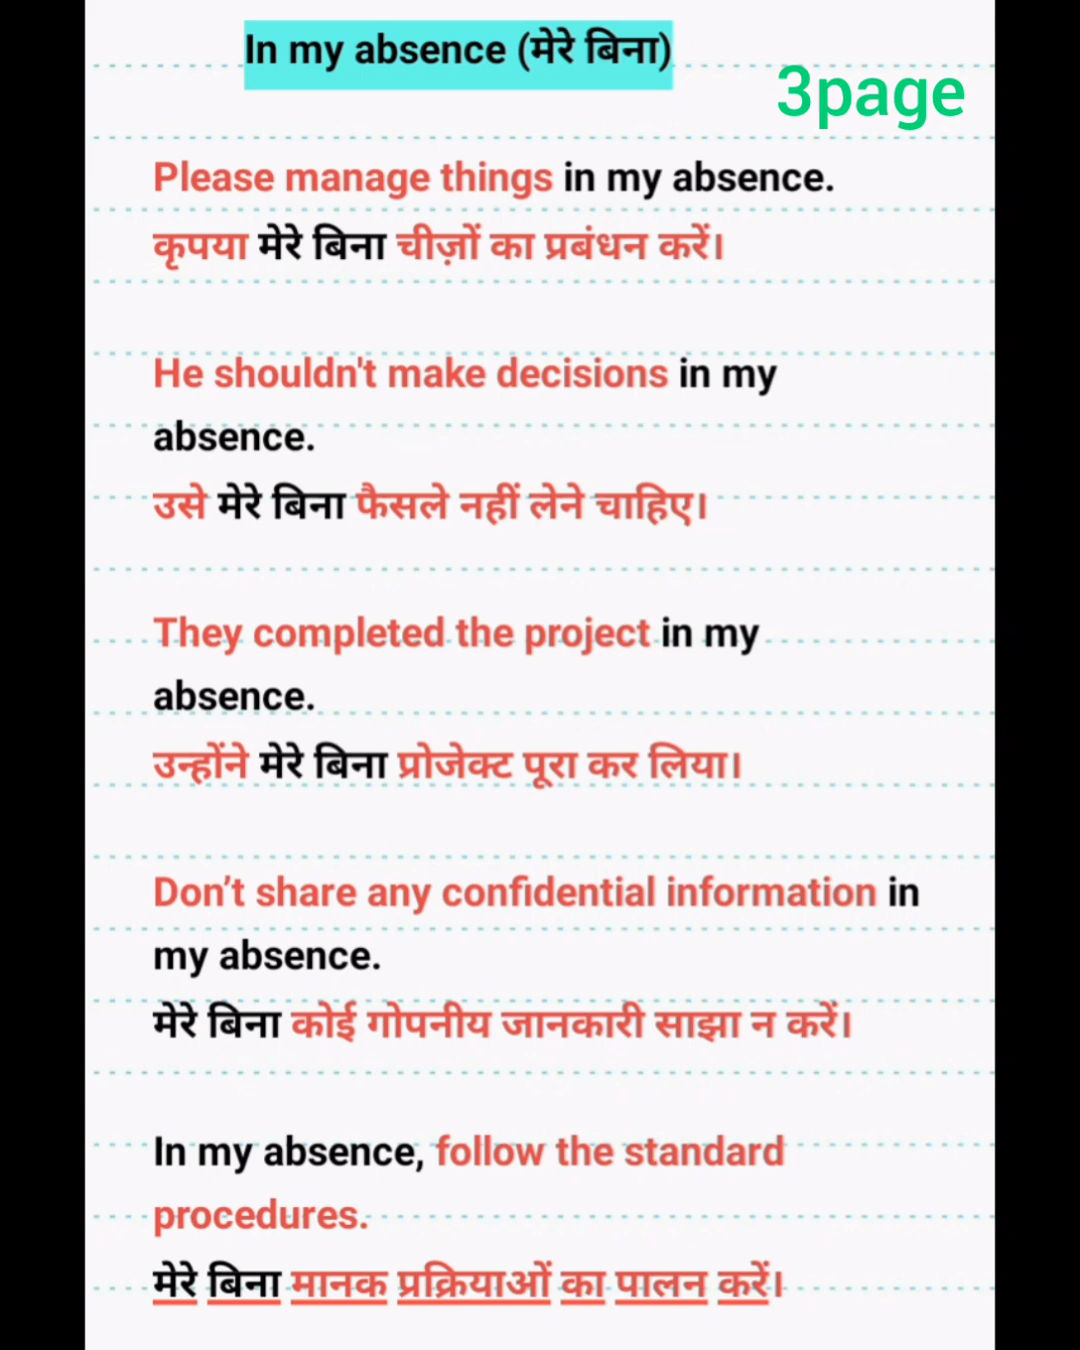 In my absence (मेरे बिना)
3page
Please manage things in my absence.
कृपया मेरे बिना चीज़ों का प्रबंधन करें।
He shouldn't make decisions in my
absence.
उसे मेरे बिना फैसले नहीं लेने चाहिए।
They completed the project in my
absence.
उन्होंने मेरे बिना प्रोजेक्ट पूरा कर लिया।
Don’t share any confidential information in
my absence.
मेरे बिना कोई गोपनीय जानकारी साझा न करें।
In my absence, follow the standard
procedures.
मेरे बिना मानक प्रक्रियाओं का पालन करें।